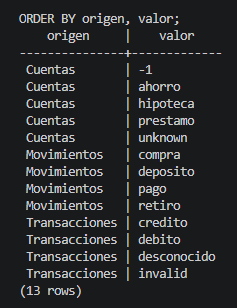 ORDER BY origen, valor;
origen | valor
--------------+-------------
Cuentas | -1
Cuentas | ahorro
Cuentas | hipoteca
Cuentas | prestamo
Cuentas | unknown
Movimientos | compra
Movimientos | deposito
Movimientos | pago
Movimientos | retiro
Transacciones | credito
Transacciones | debito
Transacciones | desconocido
Transacciones | invalid
(13 rows)